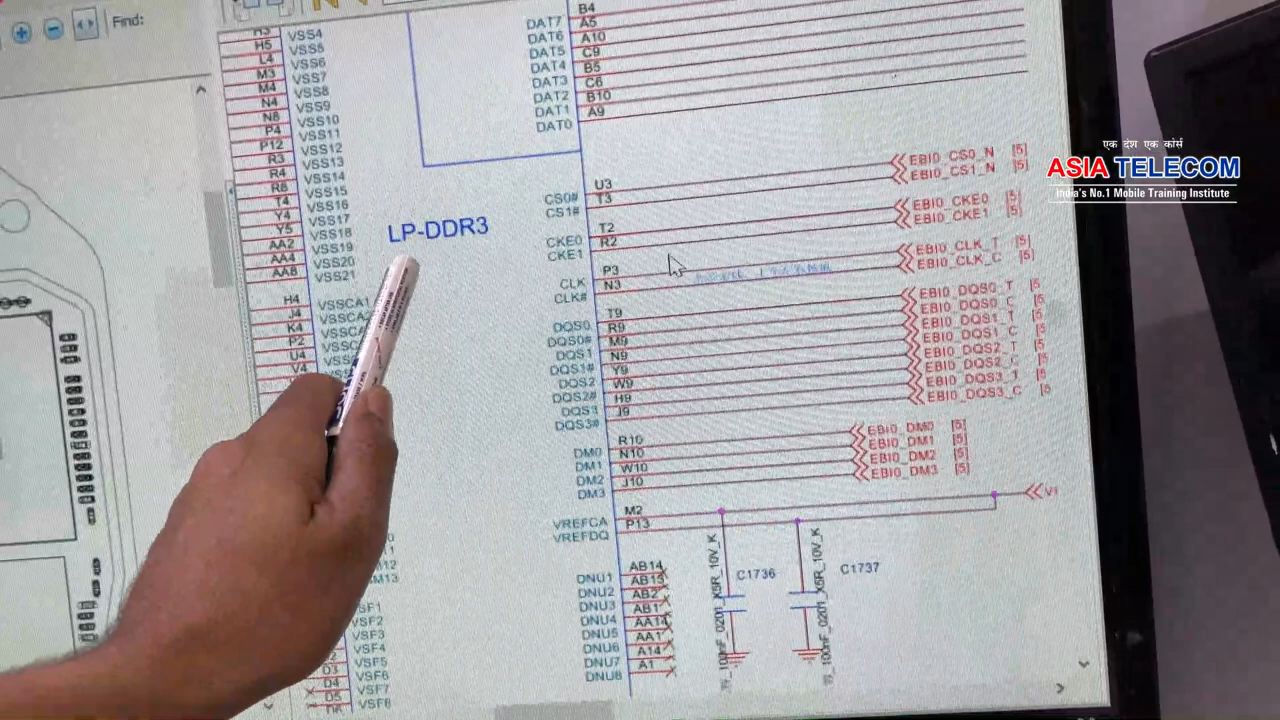 Find:
H3 VSS4
H5 VSS5
L4 VSS6
M3 VSS7
M4 VSS8
N4 VSS9
N8 VSS10
P4 VSS11
P12 VSS12
R3 VSS13
R4 VSS14
R8 VSS15
T4 VSS16
Y4 VSS17
Y5 VSS18
AA2 VSS19
AA4 VSS20
AA8 VSS21
H4 VSSCA1
J4 VSSCA2
K4
P2
U4
V4
LP-DDR3
B4
DAT7 A5
DAT6 A10
DAT5 C9
DAT4 B5
DAT3 C6
DAT2 B10
DAT1 A9
DAT0
CS0# U3 EBI0_CS0_N [5]
CS1# T3 EBI0_CS1_N [5]
CKE0 T2 EBI0_CKE0 [5]
CKE1 R2 EBI0_CKE1 [5]
CLK P3 EBI0_CLK_T [5]
CLK# N3 EBI0_CLK_C [5]
DQS0 T9 EBI0_DQS0_T [5
DQS0# R9 EBI0_DQS0_C [5
DQS1 M9 EBI0_DQS1_T [5
DQS1# N9 EBI0_DQS1_C [5
DQS2 Y9 EBI0_DQS2_T [5
DQS2# W9 EBI0_DQS2_C [5
DQS3 H9 EBI0_DQS3_T [5
DQS3# J9 EBI0_DQS3_C [5
DM0 R10 EBI0_DM0 [5]
DM1 N10 EBI0_DM1 [5]
DM2 W10 EBI0_DM2 [5]
DM3 J10 EBI0_DM3 [5]
VREFCA M2
VREFDQ P13
C1736
C1737
100nF_0201_X5R_10V_K
100nF_0201_X5R_10V_K
DNU1 AB14
DNU2 AB15
DNU3 AB2
DNU4 AB1
DNU5 AA14
DNU6 AA1
DNU7 A14
DNU8 A1
VSF1
VSF2
VSF3
VSF4
VSF5
D3 VSF6
D4 VSF7
D5 VSF8
एक देश एक कोर्स
ASIA TELECOM
India's No.1 Mobile Training Institute